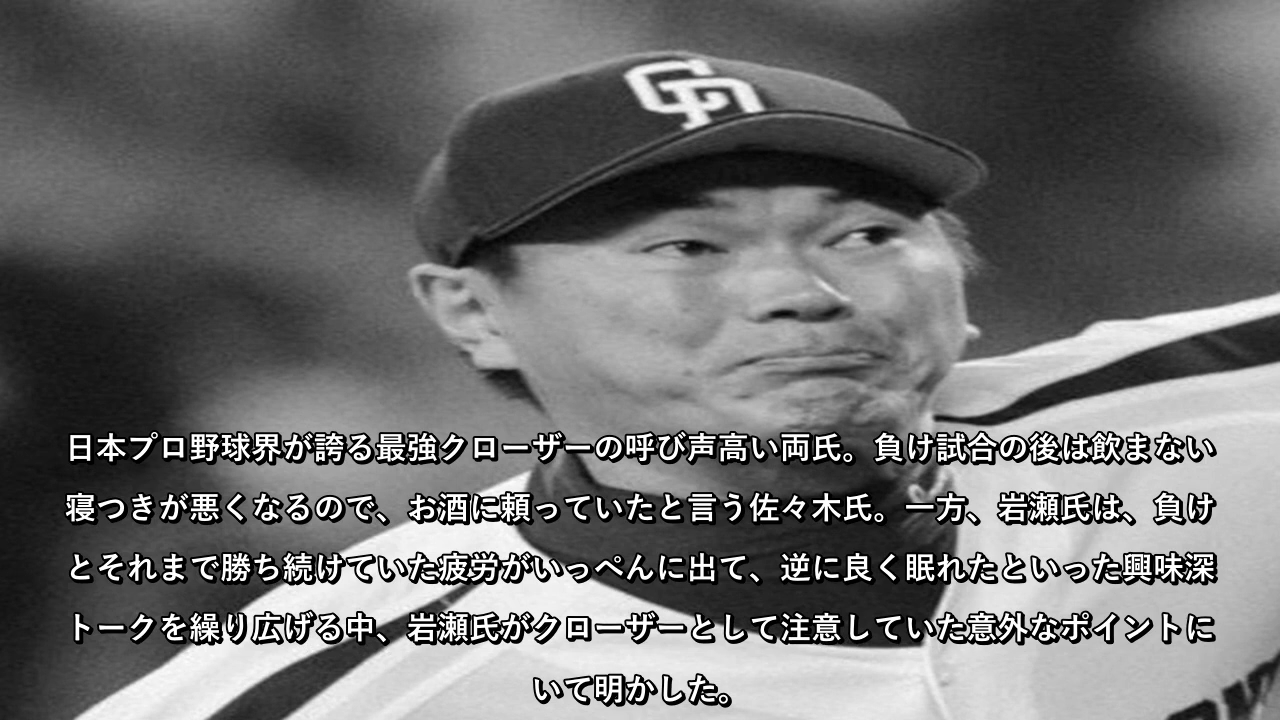 CD
日本プロ野球界が誇る最強クローザーの呼び声高い両氏。負け試合の後は飲まない
寝つきが悪くなるので、お酒に頼っていたと言う佐々木氏。一方、岩瀬氏は、負け
とそれまで勝ち続けていた疲労がいっぺんに出て、逆に良く眠れたといった興味深
トークを繰り広げる中、岩瀬氏がクローザーとして注意していた意外なポイントに
いて明かした。